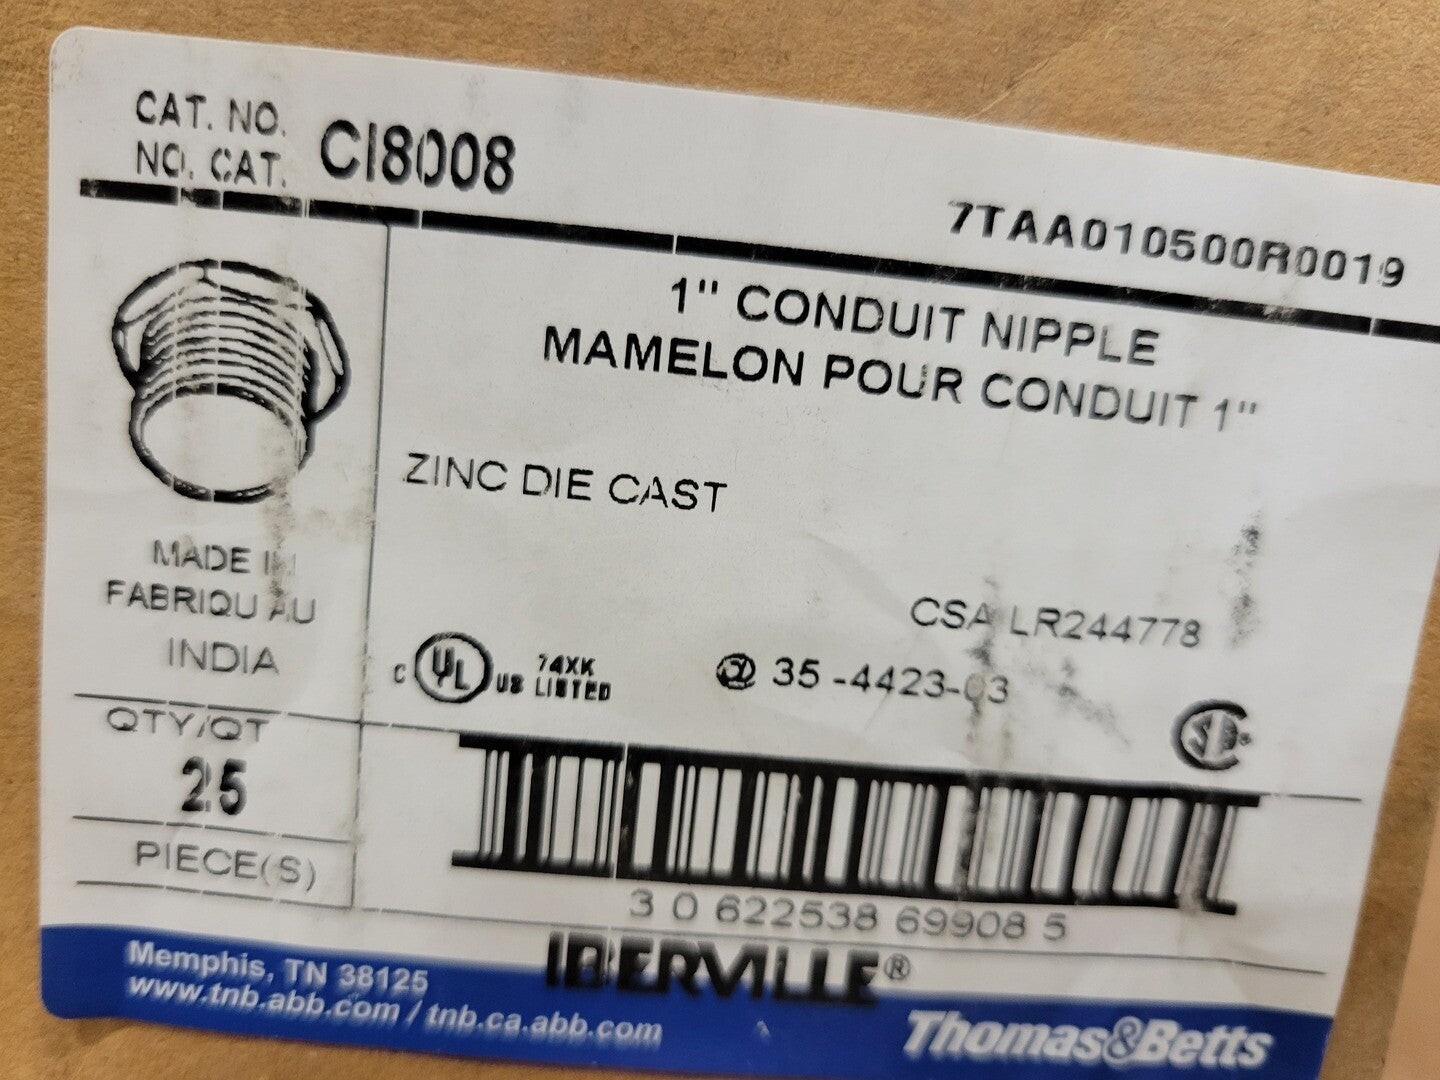 CAT. NO.
NO. CAT.
CI8008
7TAA010500R0019
1" CONDUIT NIPPLE
MAMELON POUR CONDUIT 1"
ZINC DIE CAST
MADE IN
FABRIQU AU
INDIA
CSA LR244778
C UL US 74XK
LISTED
35-4423-03
QTY/QT
25
PIECE(S)
3 0 622538 69908 5
IBERVILLE®
Memphis, TN 38125
www.tnb.abb.com / tnb.ca.abb.com
Thomas&Betts